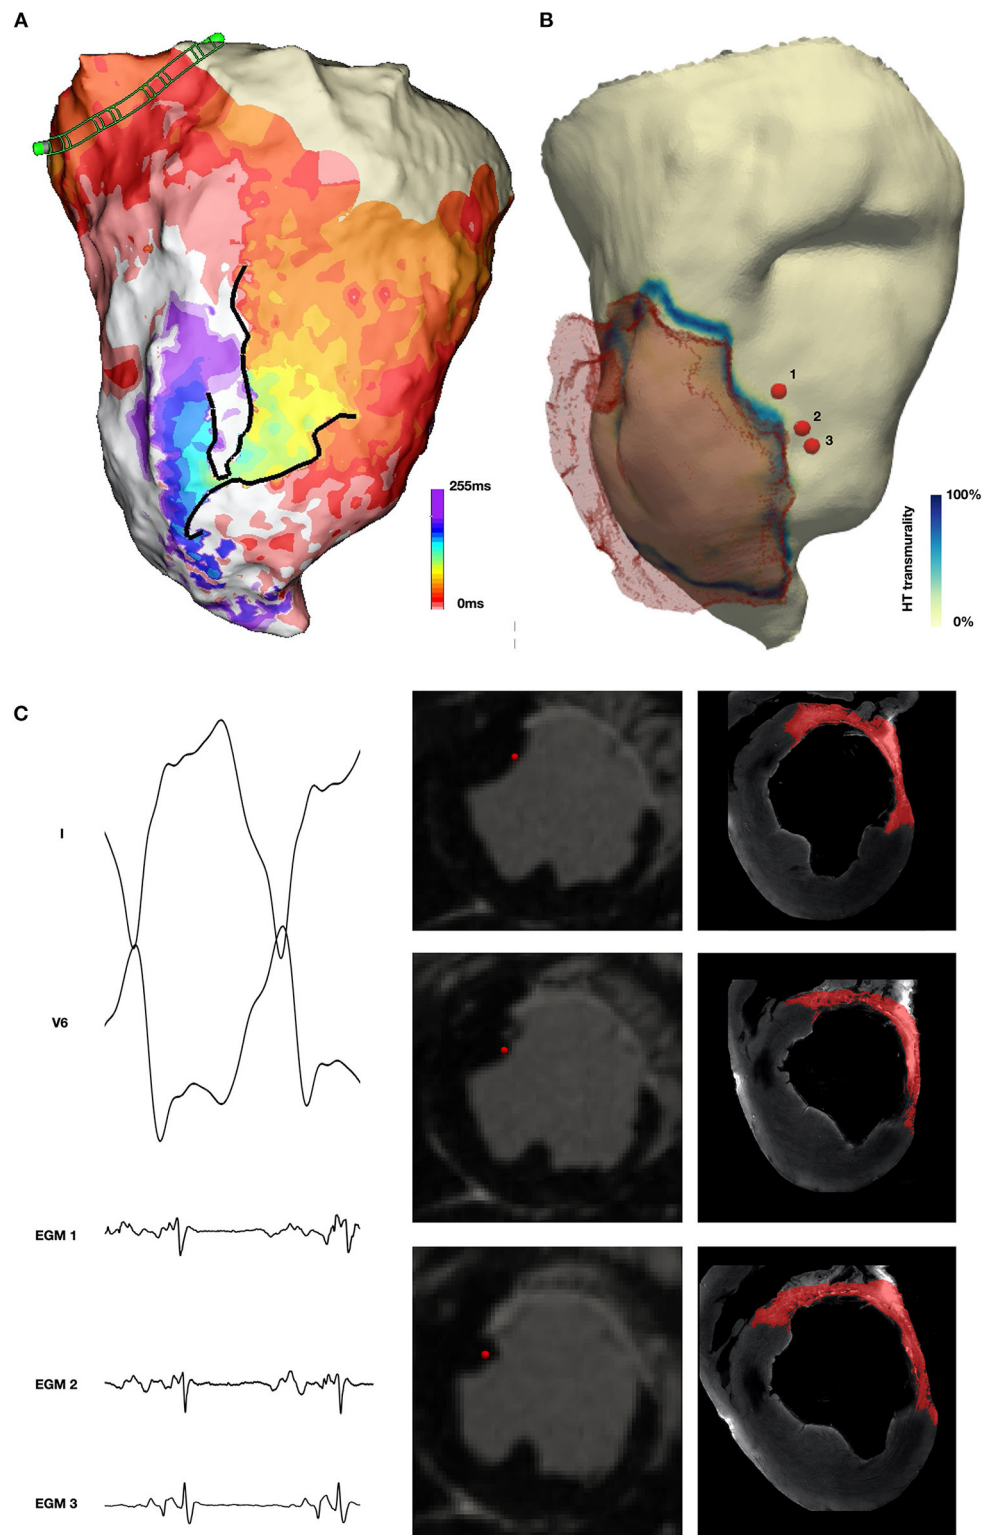 A
B
1
2
3
255ms
0ms
HT transmurality
100%
0%
C
I
V6
EGM 1
EGM 2
EGM 3